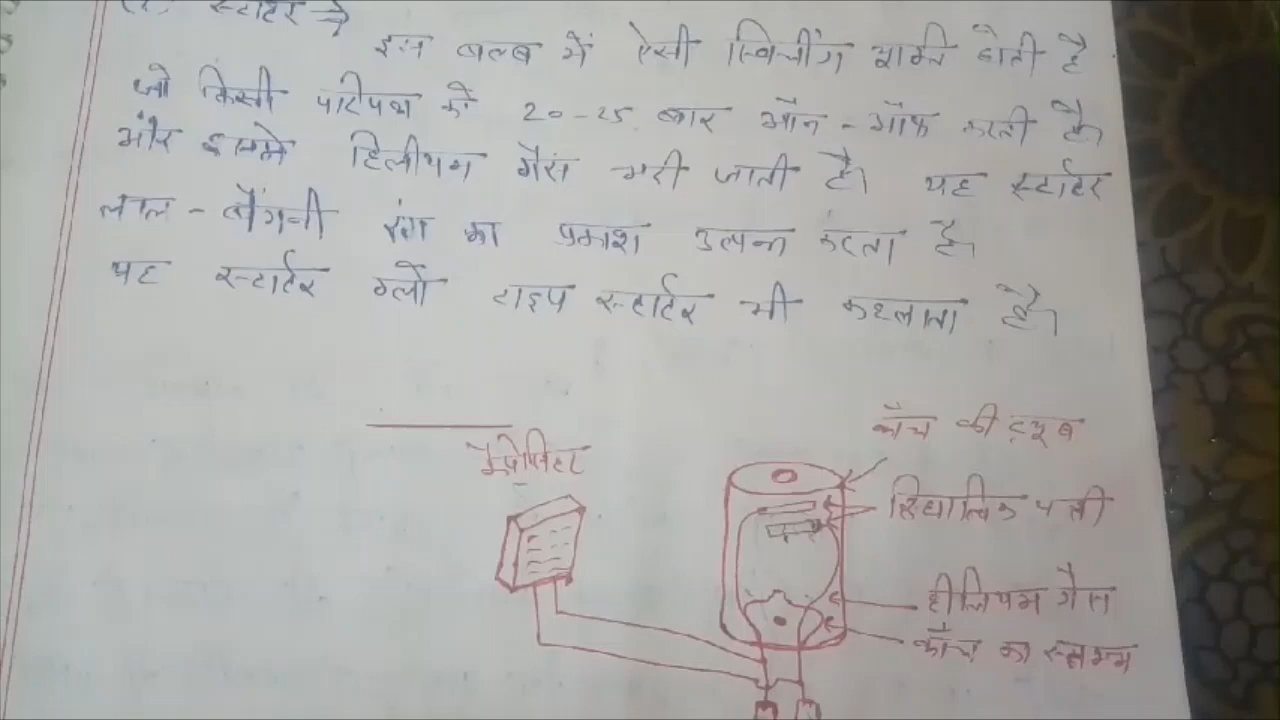 स्टार्टर →
इस बल्ब में ऐसी स्विचींग होती है
जो किसी परिपथ को 20-25 बार ऑन-ऑफ करती है।
और इसमें हिलीयम गैस भरी जाती है। यह स्टार्टर
लाल-बैंगनी रंग का प्रकाश उत्पन्न करता है।
यह स्टार्टर ग्लो टाइप स्टार्टर भी कहलाता है।
काँच की ट्यूब
कैपेसिटर
द्विधात्विक पत्ती
हीलियम गैस
काँच का स्तम्भ